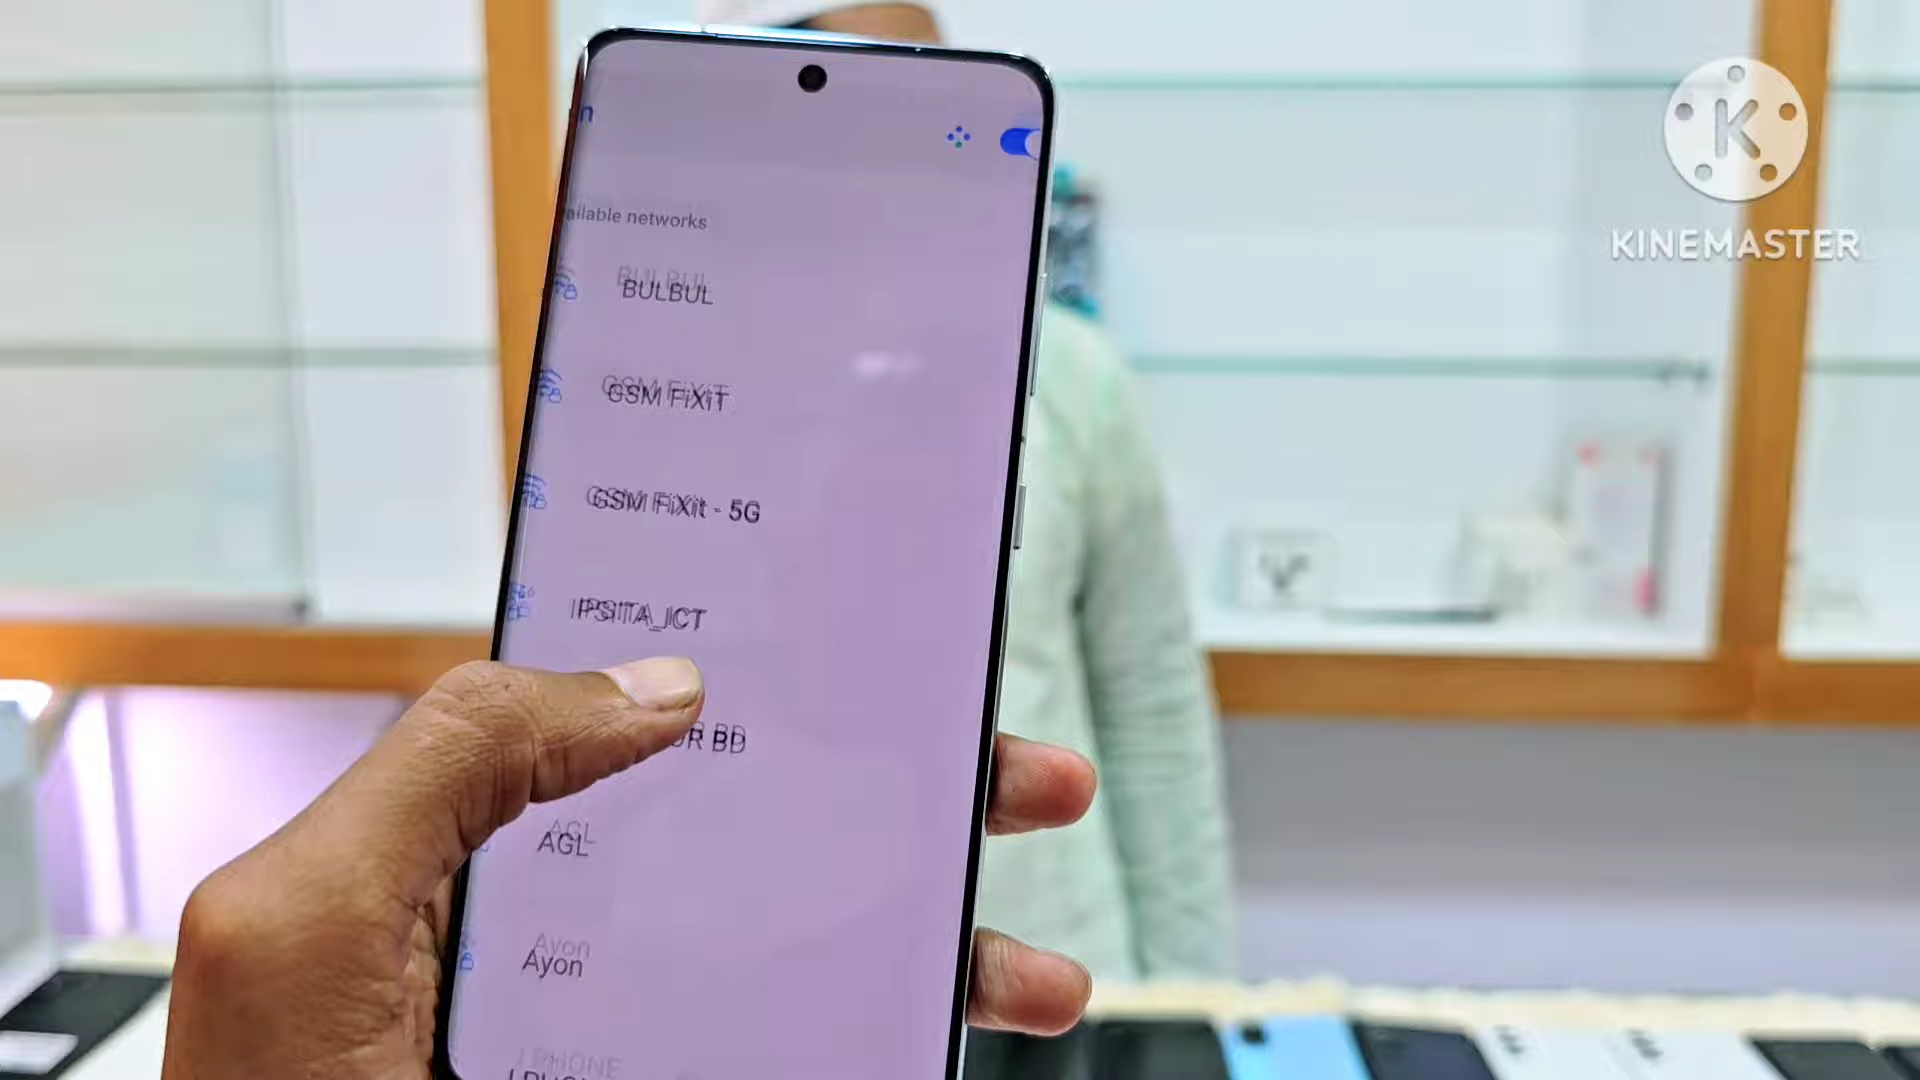 n
ailable networks
BULBUL
GSM FiXiT
GSM FiXit - 5G
IPSITA_ICT
BD
AGL
Ayon
K
KINEMASTER